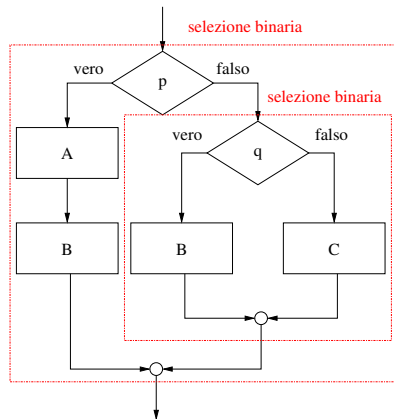 selezione binaria
vero
p
falso
selezione binaria
A
vero
q
falso
B
B
C